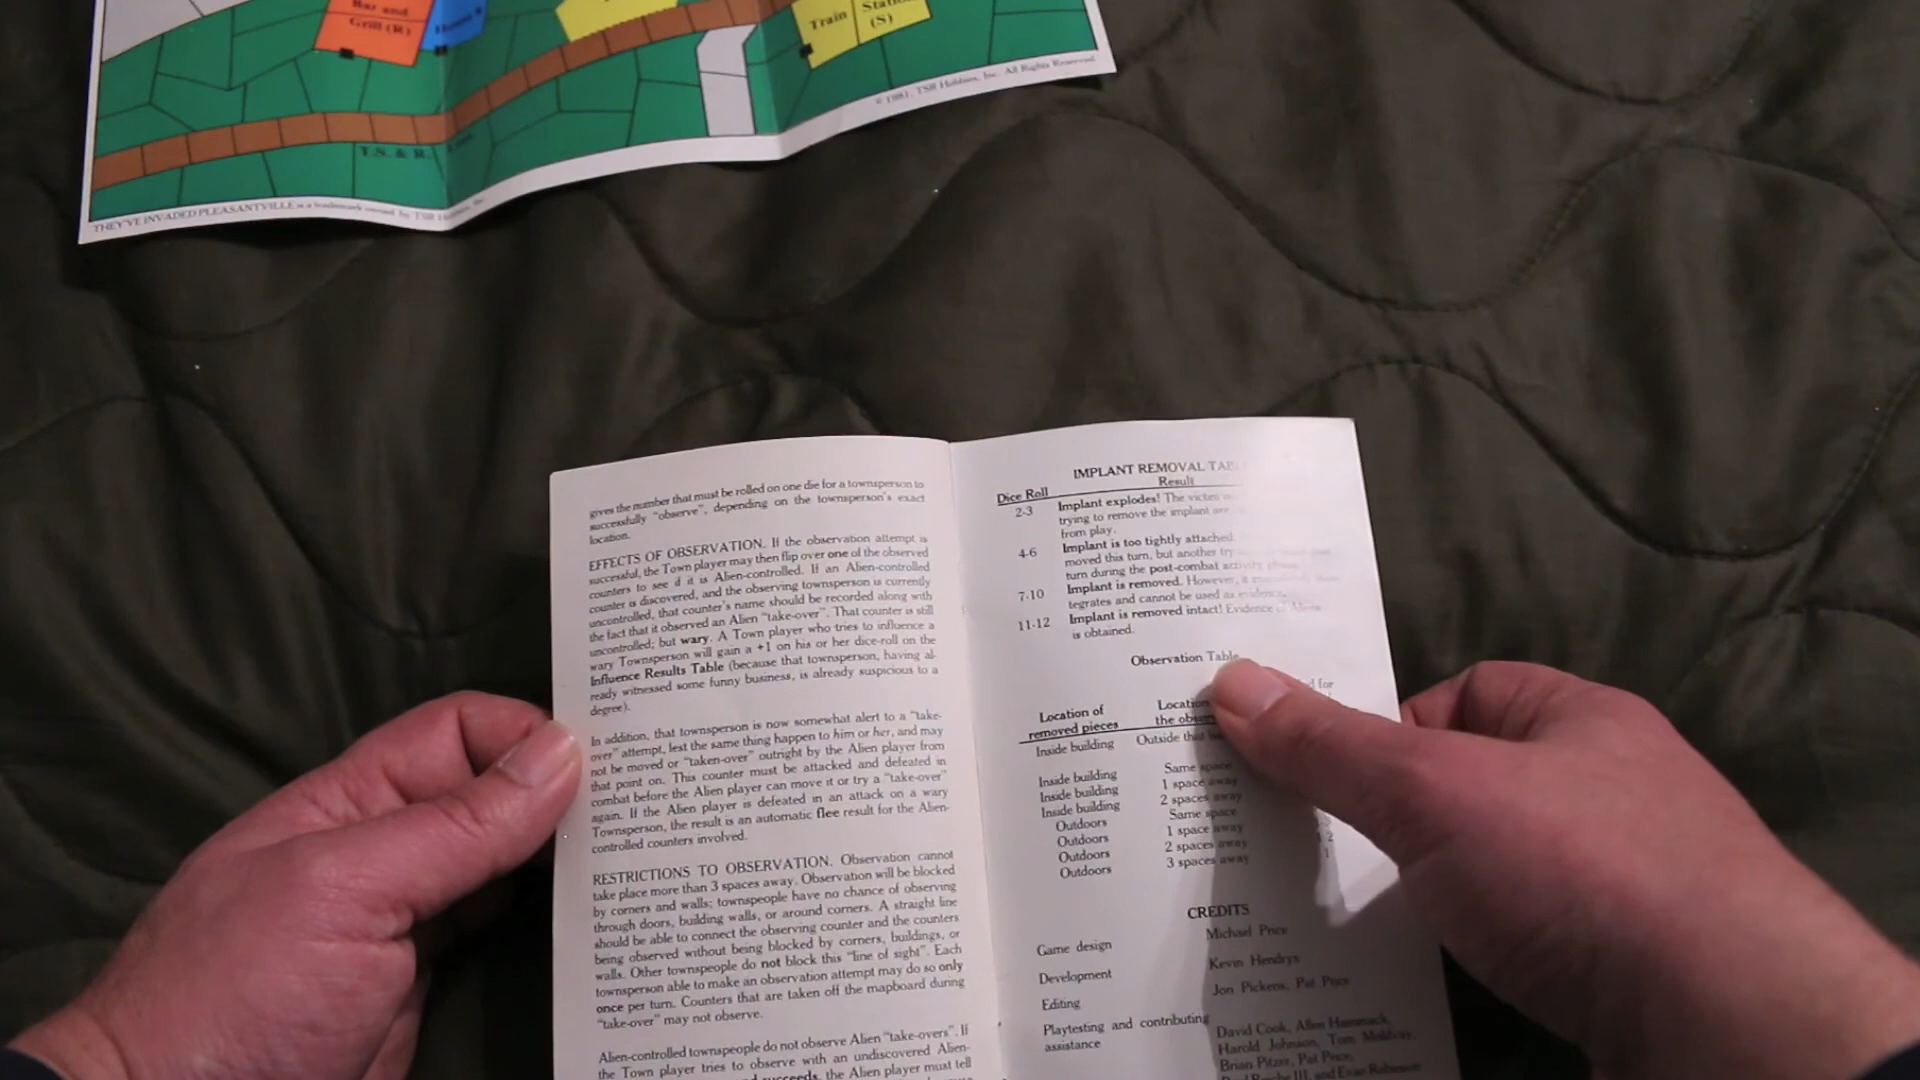 Bar and
Grill (R)
Train
(S)
T.S. & R.
© 1981, TSR Hobbies, Inc. All Rights Reserved
THEY'VE INVADED PLEASANTVILLE is a trademark owned by TSR
gives the number that must be rolled on one die for a townsperson to
successfully "observe", depending on the townsperson's exact
location.
EFFECTS OF OBSERVATION. If the observation attempt is
successful, the Town player may then flip over one of the observed
counters to see if it is Alien-controlled. If an Alien-controlled
counter is discovered, and the observing townsperson is currently
uncontrolled, that counter's name should be recorded along with
the fact that it observed an Alien "take-over". That counter is still
uncontrolled; but wary. A Town player who tries to influence a
wary Townsperson will gain a +1 on his or her dice-roll on the
Influence Results Table (because that townsperson, having al-
ready witnessed some funny business, is already suspicious to a
degree).
In addition, that townsperson is now somewhat alert to a "take-
over" attempt, lest the same thing happen to him or her, and may
not be moved or "taken-over" outright by the Alien player from
that point on. This counter must be attacked and defeated in
combat before the Alien player can move it or try a "take-over"
again. If the Alien player is defeated in an attack on a wary
Townsperson, the result is an automatic flee result for the Alien-
controlled counters involved.
RESTRICTIONS TO OBSERVATION. Observation cannot
take place more than 3 spaces away. Observation will be blocked
by corners and walls; townspeople have no chance of observing
through doors, building walls, or around corners. A straight line
should be able to connect the observing counter and the counters
being observed without being blocked by corners, buildings, or
walls. Other townspeople do not block this "line of sight". Each
townsperson able to make an observation attempt may do so only
once per turn. Counters that are taken off the mapboard during
"take-over" may not observe.
Alien-controlled townspeople do not observe Alien "take-overs". If
the Town player tries to observe with an undiscovered Alien-
succeeds, the Alien player must tell
IMPLANT REMOVAL
Dice Roll Result
2-3 Implant explodes! The victim
trying to remove the implant are
from play.
4-6 Implant is too tightly attached
moved this turn, but another try
turn during the post-combat activity
7-10 Implant is removed. However, it
tegrates and cannot be used as evidence.
11-12 Implant is removed intact! Evidence
is obtained.
Observation Table
for
Location of
removed pieces
the
Inside building Outside
Inside building Same space
Inside building 1 space away
Inside building 2 spaces away
Outdoors Same space
Outdoors 1 space away
Outdoors 2 spaces away
Outdoors 3 spaces away 1
CREDITS
Game design Michael Price
Development Kevin Hendryx
Editing Jon Pickens, Pat Price
Playtesting and contributing
assistance
David Cook, Allen Hammack,
Harold Johnson, Tom Moldvay,
Brian Pitzer, Pat Price,
III, and Evan Robinson